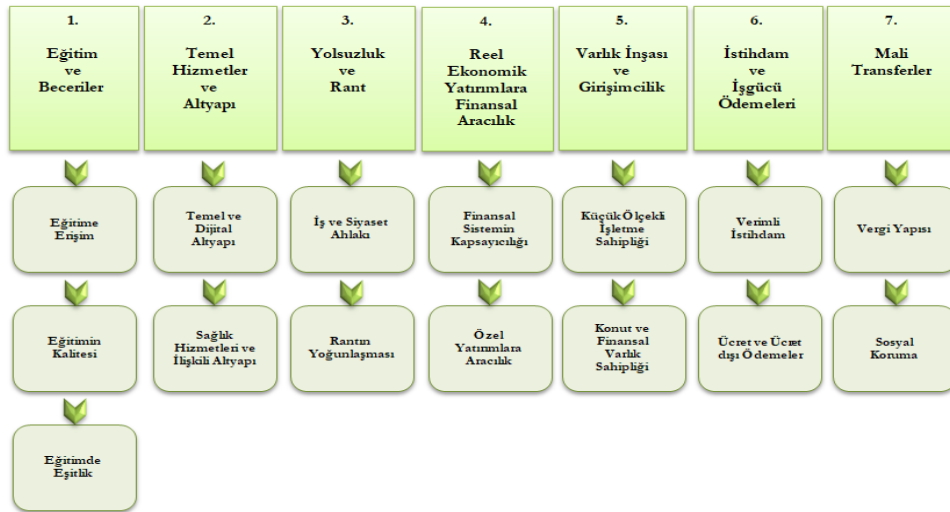 1.
Eğitim
ve
Beceriler
2.
Temel
Hizmetler
ve
Altyapı
3.
Yolsuzluk
ve
Rant
4.
Reel
Ekonomik
Yatırımlara
Finansal
Aracılık
5.
Varlık İnşası
ve
Girişimcilik
6.
İstihdam
ve
İşgücü
Ödemeleri
7.
Mali
Transferler
Eğitime
Erişim
Temel ve
Dijital
Altyapı
İş ve Siyaset
Ahlakı
Finansal
Sistemin
Kapsayıcılığı
Küçük Ölçekli
İşletme
Sahipliği
Verimli
İstihdam
Vergi Yapısı
Eğitimin
Kalitesi
Sağlık
Hizmetleri ve
İlişkili Altyapı
Rantın
Yoğunlaşması
Özel
Yatırımlara
Aracılık
Konut ve
Finansal
Varlık
Sahipliği
Ücret ve Ücret
dışı Ödemeler
Sosyal
Koruma
Eğitimde
Eşitlik